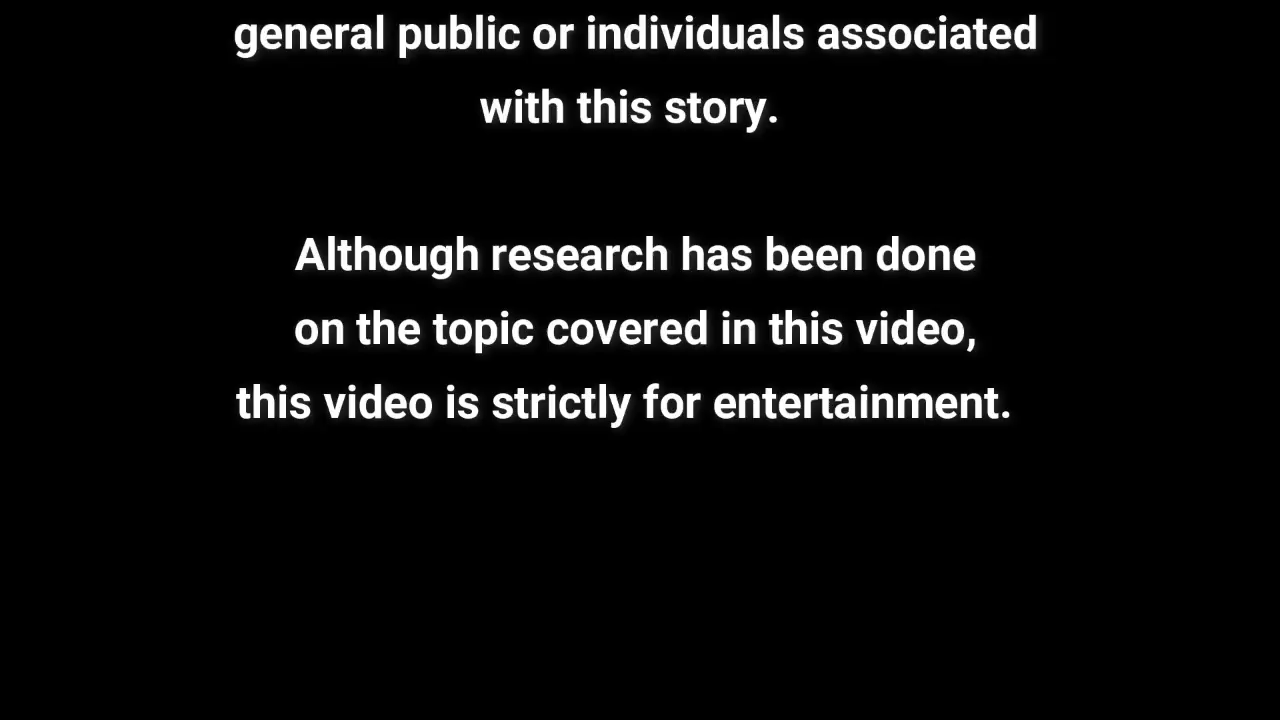 general public or individuals associated
with this story.
Although research has been done
on the topic covered in this video,
this video is strictly for entertainment.